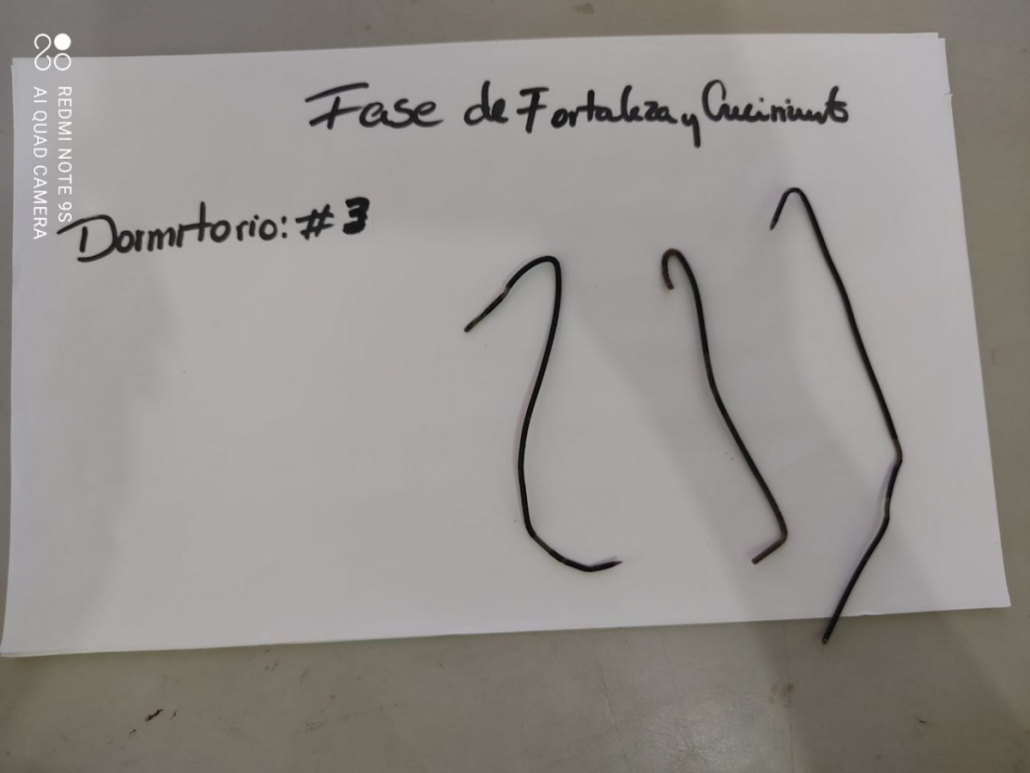 Fase de Fortaleza y Crecimiento
Dormitorio: # 3
REDMI NOTE 9S
AI QUAD CAMERA